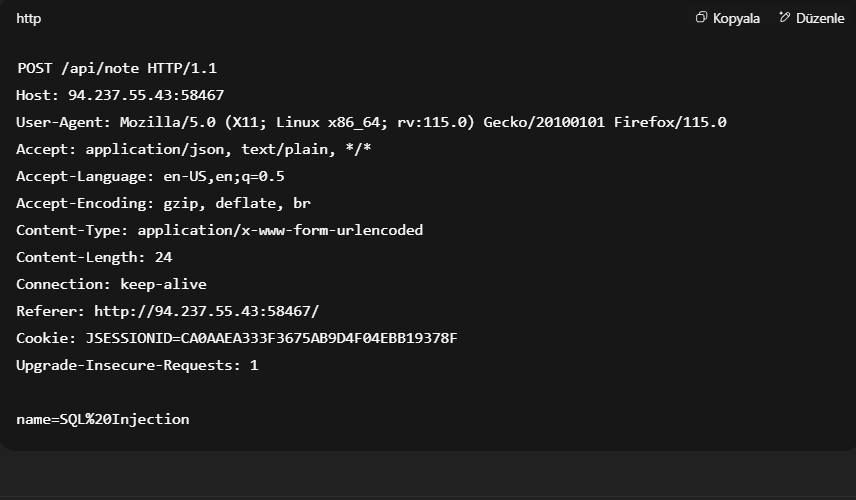 http
Kopyala
Düzenle
POST /api/note HTTP/1.1
Host: 94.237.55.43:58467
User-Agent: Mozilla/5.0 (X11; Linux x86_64; rv:115.0) Gecko/20100101 Firefox/115.0
Accept: application/json, text/plain, */*
Accept-Language: en-US,en;q=0.5
Accept-Encoding: gzip, deflate, br
Content-Type: application/x-www-form-urlencoded
Content-Length: 24
Connection: keep-alive
Referer: http://94.237.55.43:58467/
Cookie: JSESSIONID=CA0AAEA333F3675AB9D4F04EBB19378F
Upgrade-Insecure-Requests: 1
name=SQL%20Injection